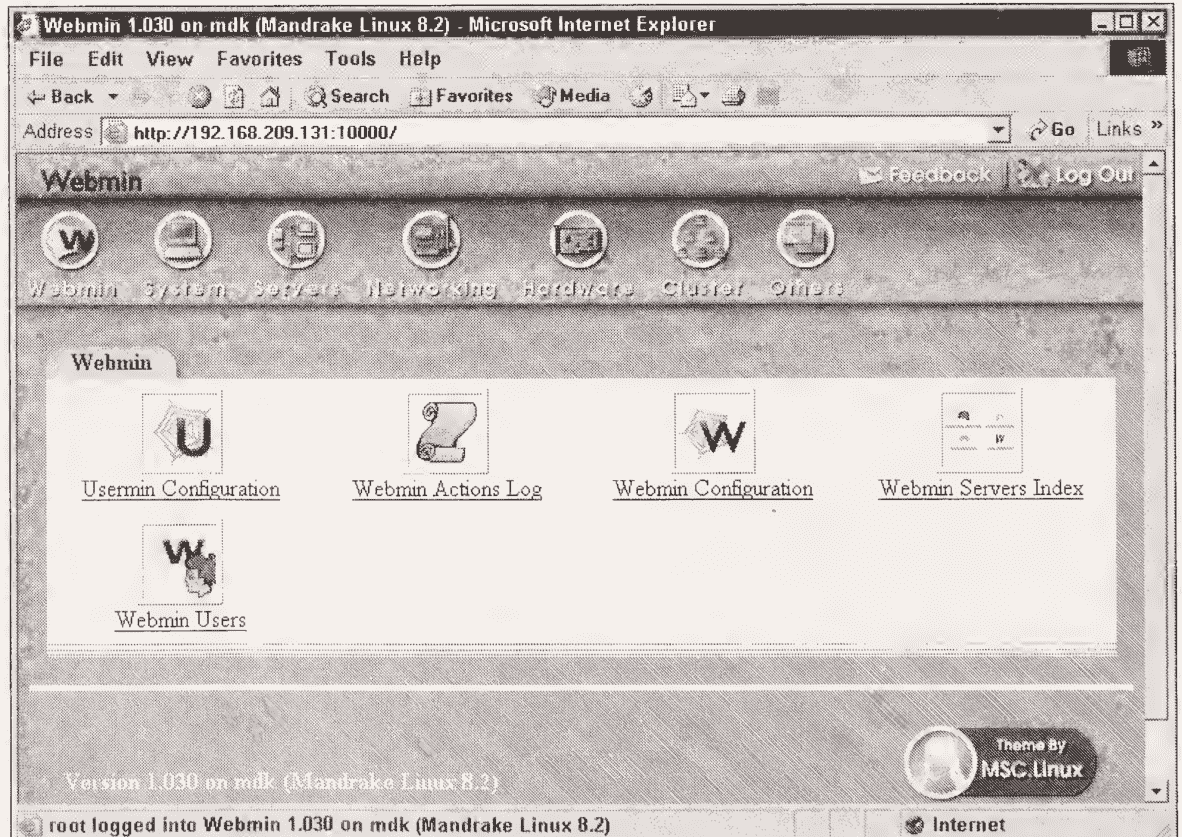 Webmin 1.030 on mdk (Mandrake Linux 8.2) - Microsoft Internet Explorer
File Edit View Favorites Tools Help
Back Search Favorites Media
Address http://192.168.209.131:10000/ Go Links »
Webmin Feedback Log Out
Webmin System Servers Networking Hardware Cluster Others
Webmin
U W W
Usermin Configuration Webmin Actions Log Webmin Configuration Webmin Servers Index
W
Webmin Users
Theme By
MSC.Linux
Version 1.030 on mdk (Mandrake Linux 8.2)
root logged into Webmin 1.030 on mdk (Mandrake Linux 8.2) Internet